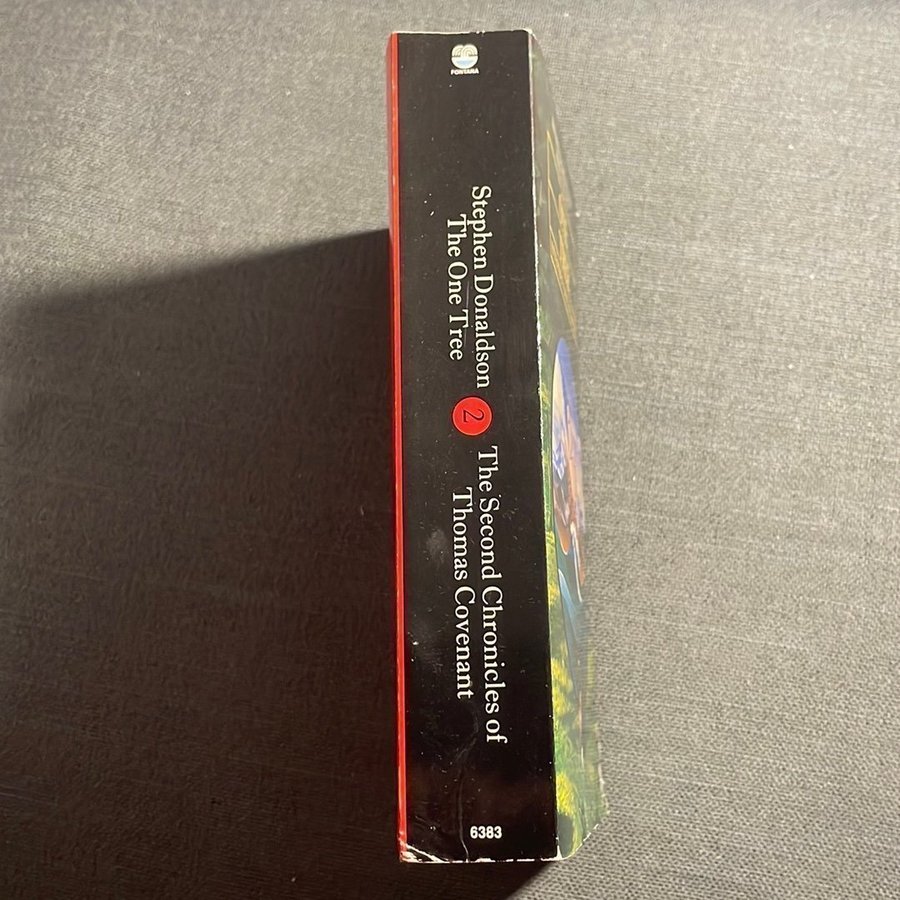 FONTANA
Stephen Donaldson
The One Tree
2
The Second Chronicles of
Thomas Covenant
6383